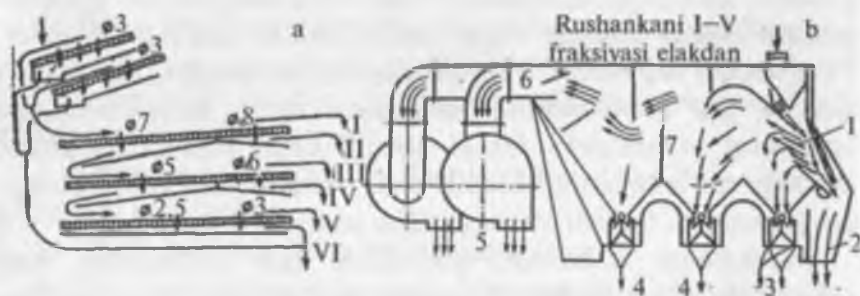 ø3
ø3
a
ø7
ø8
I
II
ø5
ø6
III
IV
ø2,5
ø3
V
VI
Rushankani I–V
fraksivasi elakdan
b
6
1
7
5
2
4
4
3